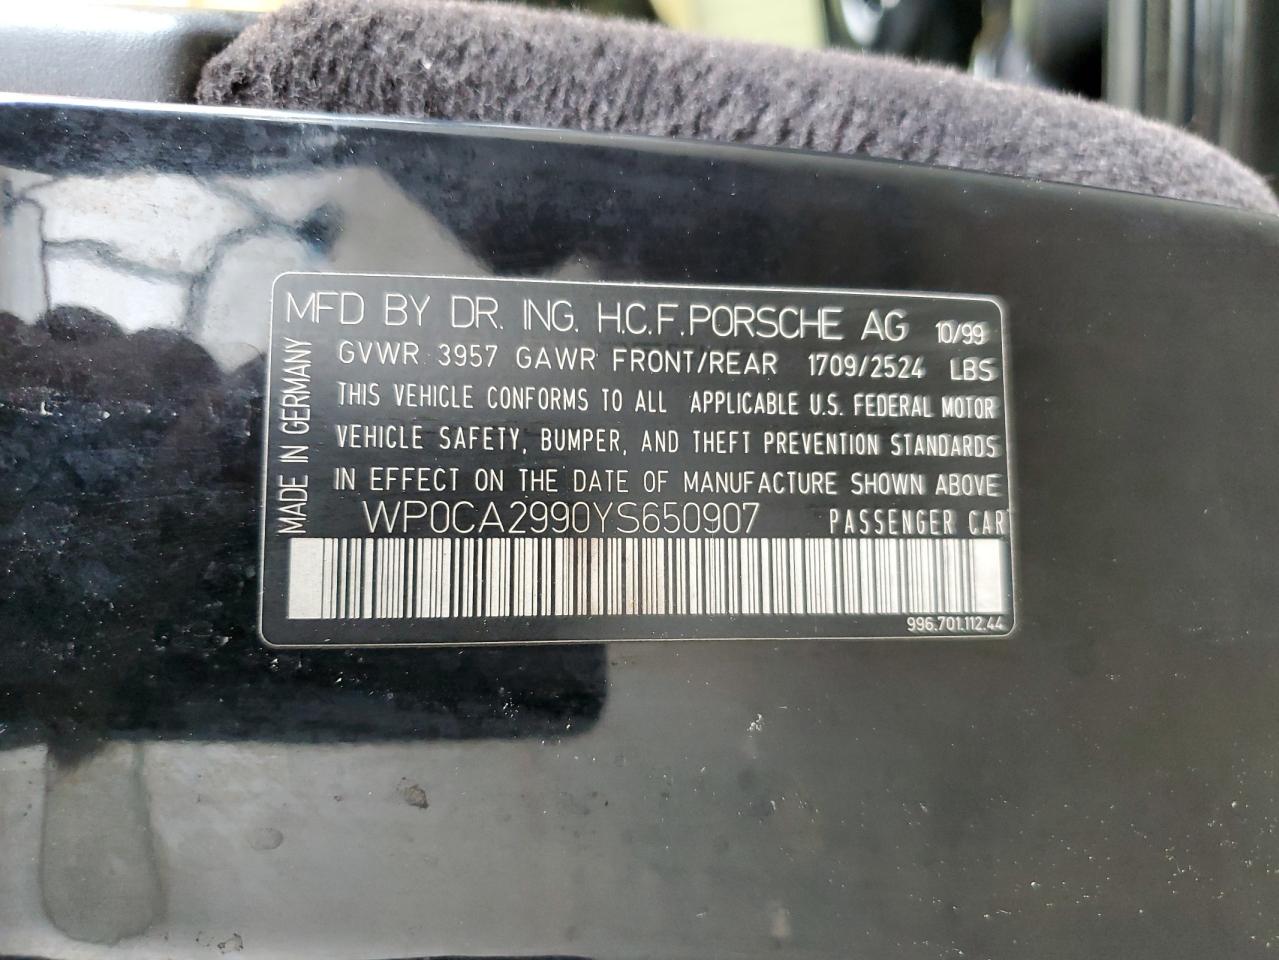 MFD BY DR. ING. H.C.F. PORSCHE AG 10/99
GVWR 3957 GAWR FRONT/REAR 1709/2524 LBS
THIS VEHICLE CONFORMS TO ALL APPLICABLE U.S. FEDERAL MOTOR
VEHICLE SAFETY, BUMPER, AND THEFT PREVENTION STANDARDS
IN EFFECT ON THE DATE OF MANUFACTURE SHOWN ABOVE
WP0CA2990YS650907 PASSENGER CAR
996.701.112.44
MADE IN GERMANY